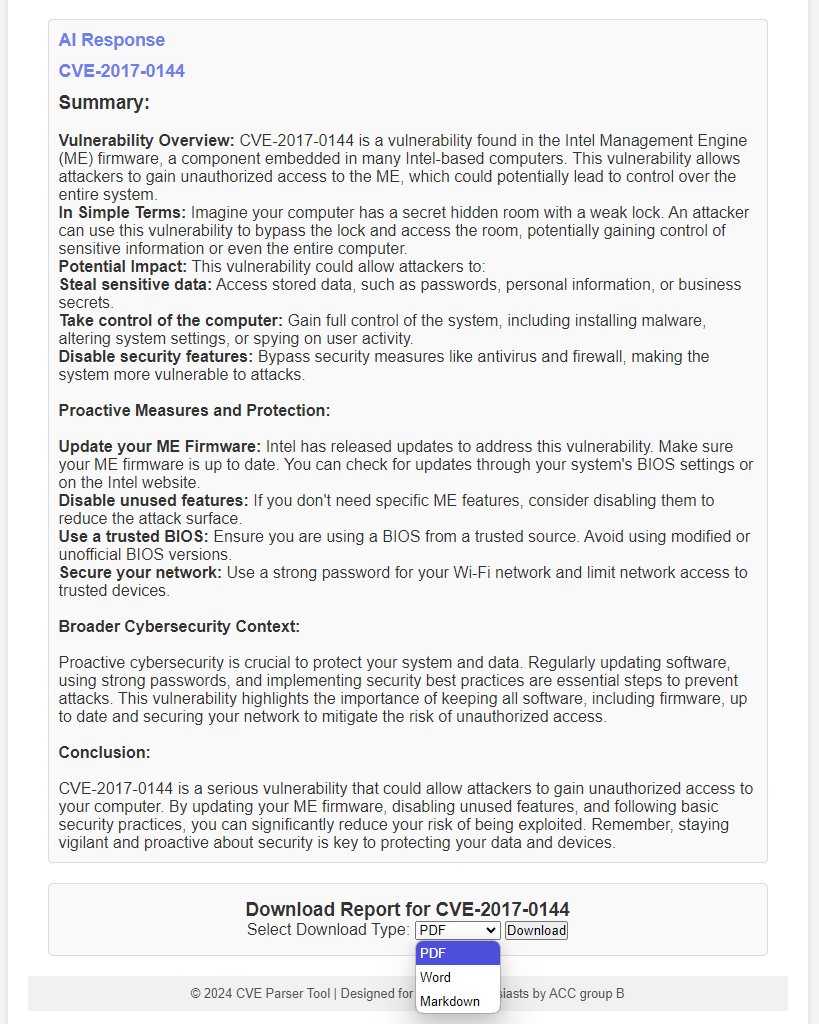 AI Response
CVE-2017-0144
Summary:
Vulnerability Overview: CVE-2017-0144 is a vulnerability found in the Intel Management Engine
(ME) firmware, a component embedded in many Intel-based computers. This vulnerability allows
attackers to gain unauthorized access to the ME, which could potentially lead to control over the
entire system.
In Simple Terms: Imagine your computer has a secret hidden room with a weak lock. An attacker
can use this vulnerability to bypass the lock and access the room, potentially gaining control of
sensitive information or even the entire computer.
Potential Impact: This vulnerability could allow attackers to:
Steal sensitive data: Access stored data, such as passwords, personal information, or business
secrets.
Take control of the computer: Gain full control of the system, including installing malware,
altering system settings, or spying on user activity.
Disable security features: Bypass security measures like antivirus and firewall, making the
system more vulnerable to attacks.
Proactive Measures and Protection:
Update your ME Firmware: Intel has released updates to address this vulnerability. Make sure
your ME firmware is up to date. You can check for updates through your system's BIOS settings or
on the Intel website.
Disable unused features: If you don't need specific ME features, consider disabling them to
reduce the attack surface.
Use a trusted BIOS: Ensure you are using a BIOS from a trusted source. Avoid using modified or
unofficial BIOS versions.
Secure your network: Use a strong password for your Wi-Fi network and limit network access to
trusted devices.
Broader Cybersecurity Context:
Proactive cybersecurity is crucial to protect your system and data. Regularly updating software,
using strong passwords, and implementing security best practices are essential steps to prevent
attacks. This vulnerability highlights the importance of keeping all software, including firmware, up
to date and securing your network to mitigate the risk of unauthorized access.
Conclusion:
CVE-2017-0144 is a serious vulnerability that could allow attackers to gain unauthorized access to
your computer. By updating your ME firmware, disabling unused features, and following basic
security practices, you can significantly reduce your risk of being exploited. Remember, staying
vigilant and proactive about security is key to protecting your data and devices.
Download Report for CVE-2017-0144
Select Download Type: PDF Download
PDF
Word
Markdown
© 2024 CVE Parser Tool | Designed for siasts by ACC group B